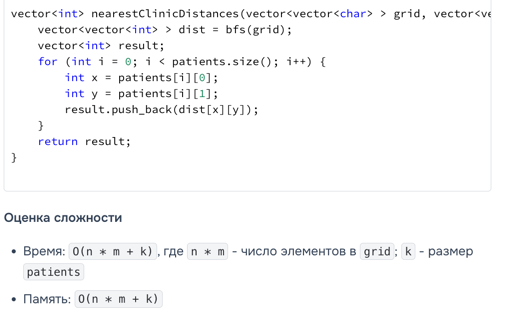 vector<int> nearestClinicDistances(vector<vector<char> > grid, vector<ve
    vector<vector<int> > dist = bfs(grid);
    vector<int> result;
    for (int i = 0; i < patients.size(); i++) {
        int x = patients[i][0];
        int y = patients[i][1];
        result.push_back(dist[x][y]);
    }
    return result;
}
Оценка сложности
• Время: O(n * m + k), где n * m - число элементов в grid; k - размер
patients
• Память: O(n * m + k)